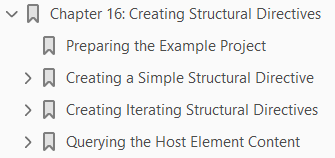 Chapter 16: Creating Structural Directives
Preparing the Example Project
Creating a Simple Structural Directive
Creating Iterating Structural Directives
Querying the Host Element Content